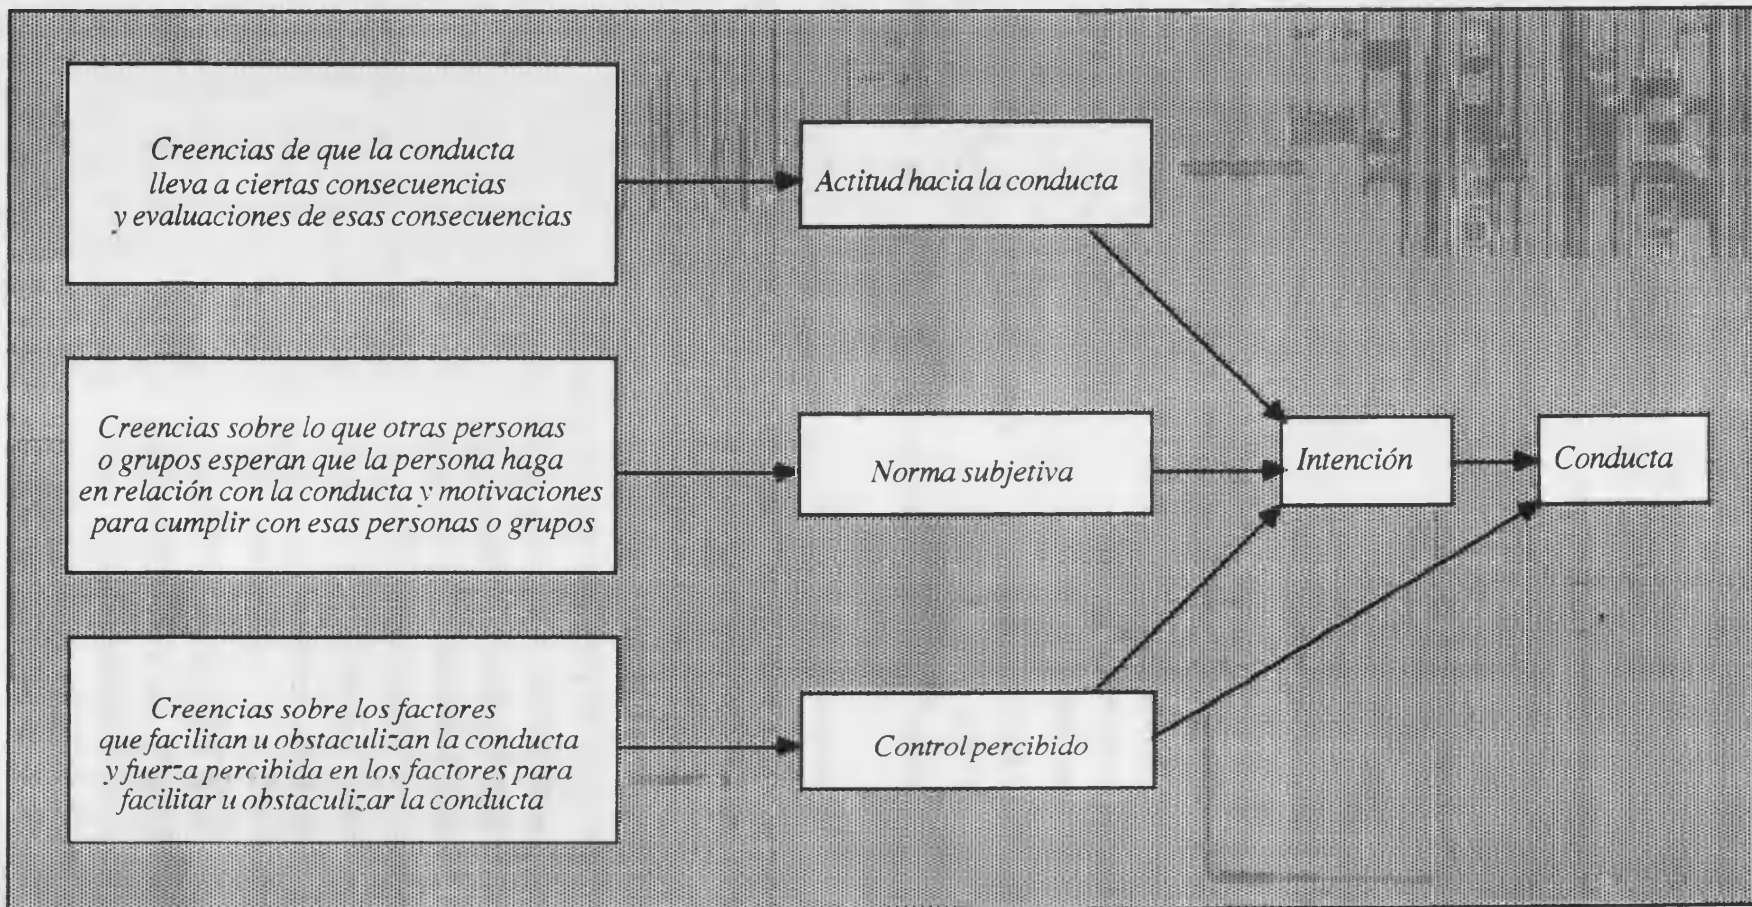 Creencias de que la conducta
lleva a ciertas consecuencias
y evaluaciones de esas consecuencias
Actitud hacia la conducta
Creencias sobre lo que otras personas
o grupos esperan que la persona haga
en relación con la conducta y motivaciones
para cumplir con esas personas o grupos
Norma subjetiva
Intención
Conducta
Creencias sobre los factores
que facilitan u obstaculizan la conducta
y fuerza percibida en los factores para
facilitar u obstaculizar la conducta
Control percibido